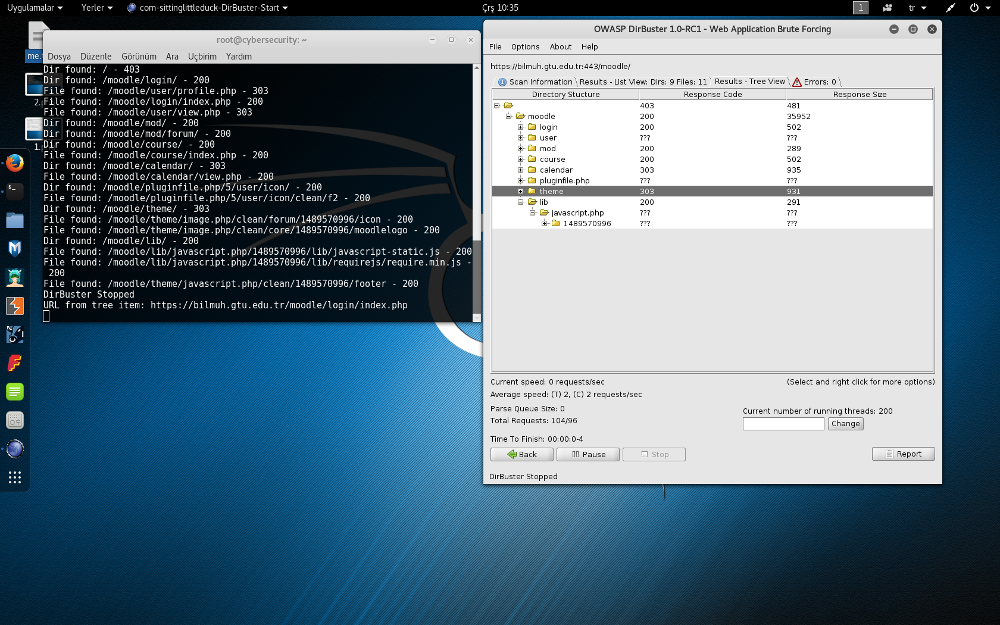 Uygulamalar Yerler com-sittinglittleduck-DirBuster-Start Çrş 10:35 1 tr
root@cybersecurity: ~
Dosya Düzenle Görünüm Ara Uçbirim Yardım
Dir found: / - 403
Dir found: /moodle/login/ - 200
File found: /moodle/user/profile.php - 303
File found: /moodle/login/index.php - 200
File found: /moodle/user/view.php - 303
Dir found: /moodle/mod/ - 200
Dir found: /moodle/mod/forum/ - 200
Dir found: /moodle/course/ - 200
File found: /moodle/course/index.php - 200
Dir found: /moodle/calendar/ - 303
File found: /moodle/calendar/view.php - 200
Dir found: /moodle/pluginfile.php/5/user/icon/ - 200
File found: /moodle/pluginfile.php/5/user/icon/clean/f2 - 200
Dir found: /moodle/theme/ - 303
File found: /moodle/theme/image.php/clean/forum/1489570996/icon - 200
File found: /moodle/theme/image.php/clean/core/1489570996/moodlelogo - 200
Dir found: /moodle/lib/ - 200
File found: /moodle/lib/javascript.php/1489570996/lib/javascript-static.js - 200
File found: /moodle/lib/javascript.php/1489570996/lib/requirejs/require.min.js -
200
File found: /moodle/theme/javascript.php/clean/1489570996/footer - 200
DirBuster Stopped
URL from tree item: https://bilmuh.gtu.edu.tr/moodle/login/index.php
me.
2.
1.
OWASP DirBuster 1.0-RC1 - Web Application Brute Forcing
File Options About Help
https://bilmuh.gtu.edu.tr:443/moodle/
Scan Information Results - List View: Dirs: 9 Files: 11 Results - Tree View Errors: 0
Directory Stucture Response Code Response Size
403 481
moodle 200 35952
login 200 502
user ??? ???
mod 200 289
course 200 502
calendar 303 935
pluginfile.php ??? ???
theme 303 931
lib 200 291
javascript.php ??? ???
1489570996 ??? ???
Current speed: 0 requests/sec (Select and right click for more options)
Average speed: (T) 2, (C) 2 requests/sec
Parse Queue Size: 0
Current number of running threads: 200
Total Requests: 104/96
Change
Time To Finish: 00:00:0-4
Back Pause Stop Report
DirBuster Stopped